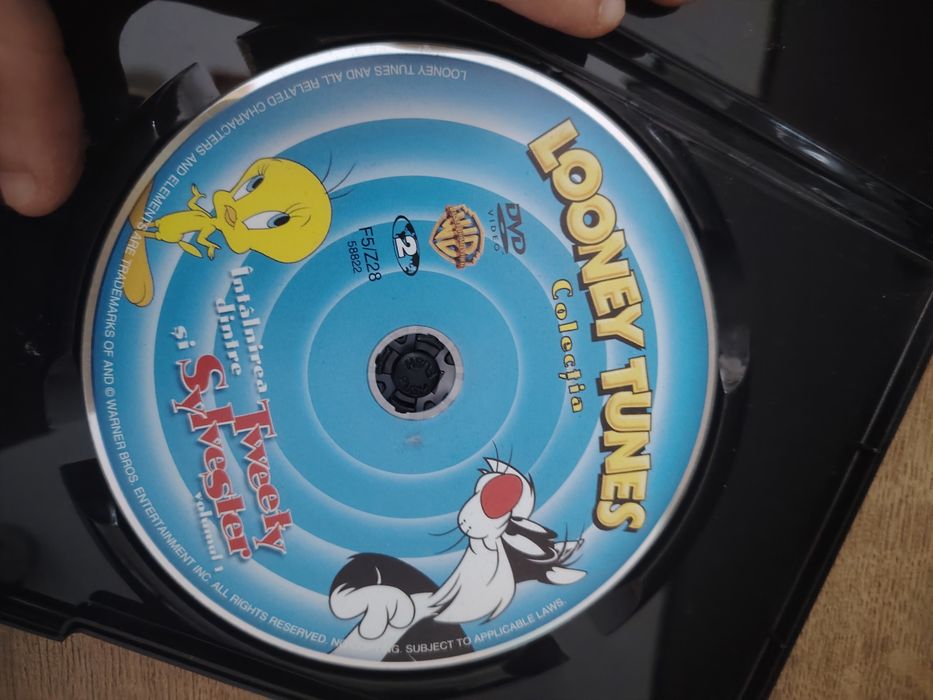 LOONEY TUNES
Colecția
DVD
VIDEO
WB
2
F5/Z28
58822
întâlnirea
dintre Tweety
și Sylvester
volumul 1
LOONEY TUNES AND ALL RELATED CHARACTERS AND ELEMENTS ARE TRADEMARKS OF AND © WARNER BROS. ENTERTAINMENT INC. ALL RIGHTS RESERVED. NO G. SUBJECT TO APPLICABLE LAWS.